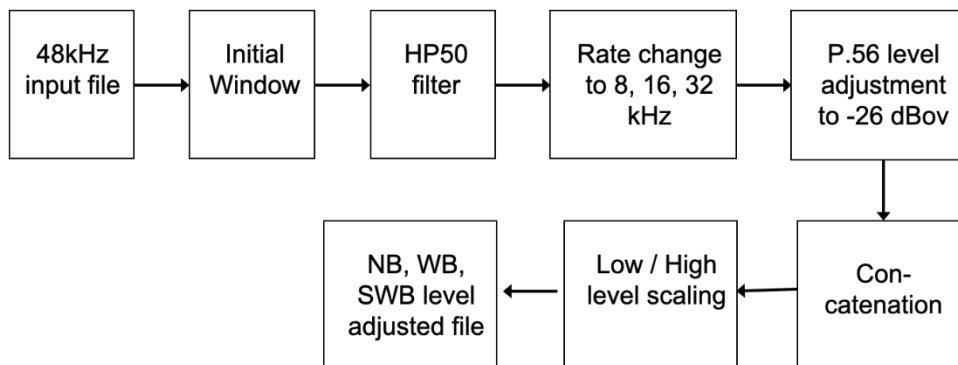 48kHz
input file
Initial
Window
HP50
filter
Rate change
to 8, 16, 32
kHz
P.56 level
adjustment
to -26 dBov
Con-
catenation
Low / High
level scaling
NB, WB,
SWB level
adjusted file